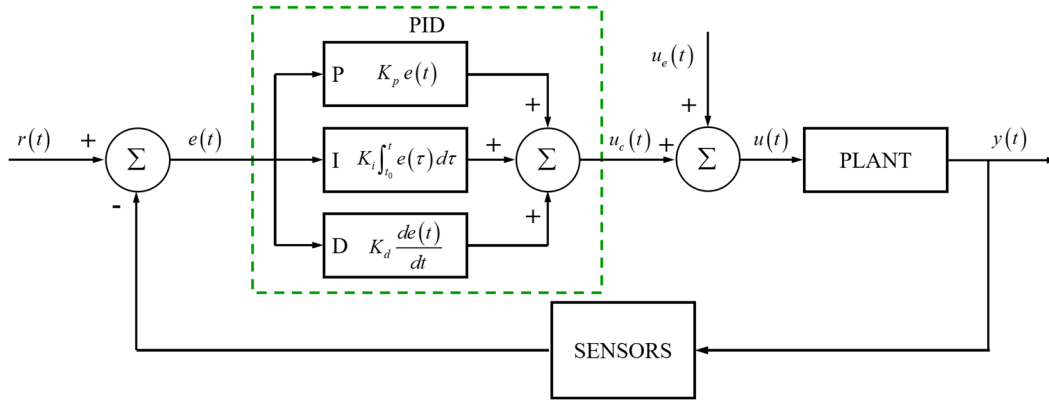 PID
P K_p e(t)
u_e(t)
+
+
r(t) + Σ e(t)
I K_i ∫_{t_0}^{t} e(τ) dτ
+ Σ u_c(t) + Σ u(t) PLANT y(t)
-
+
D K_d de(t)/dt
SENSORS